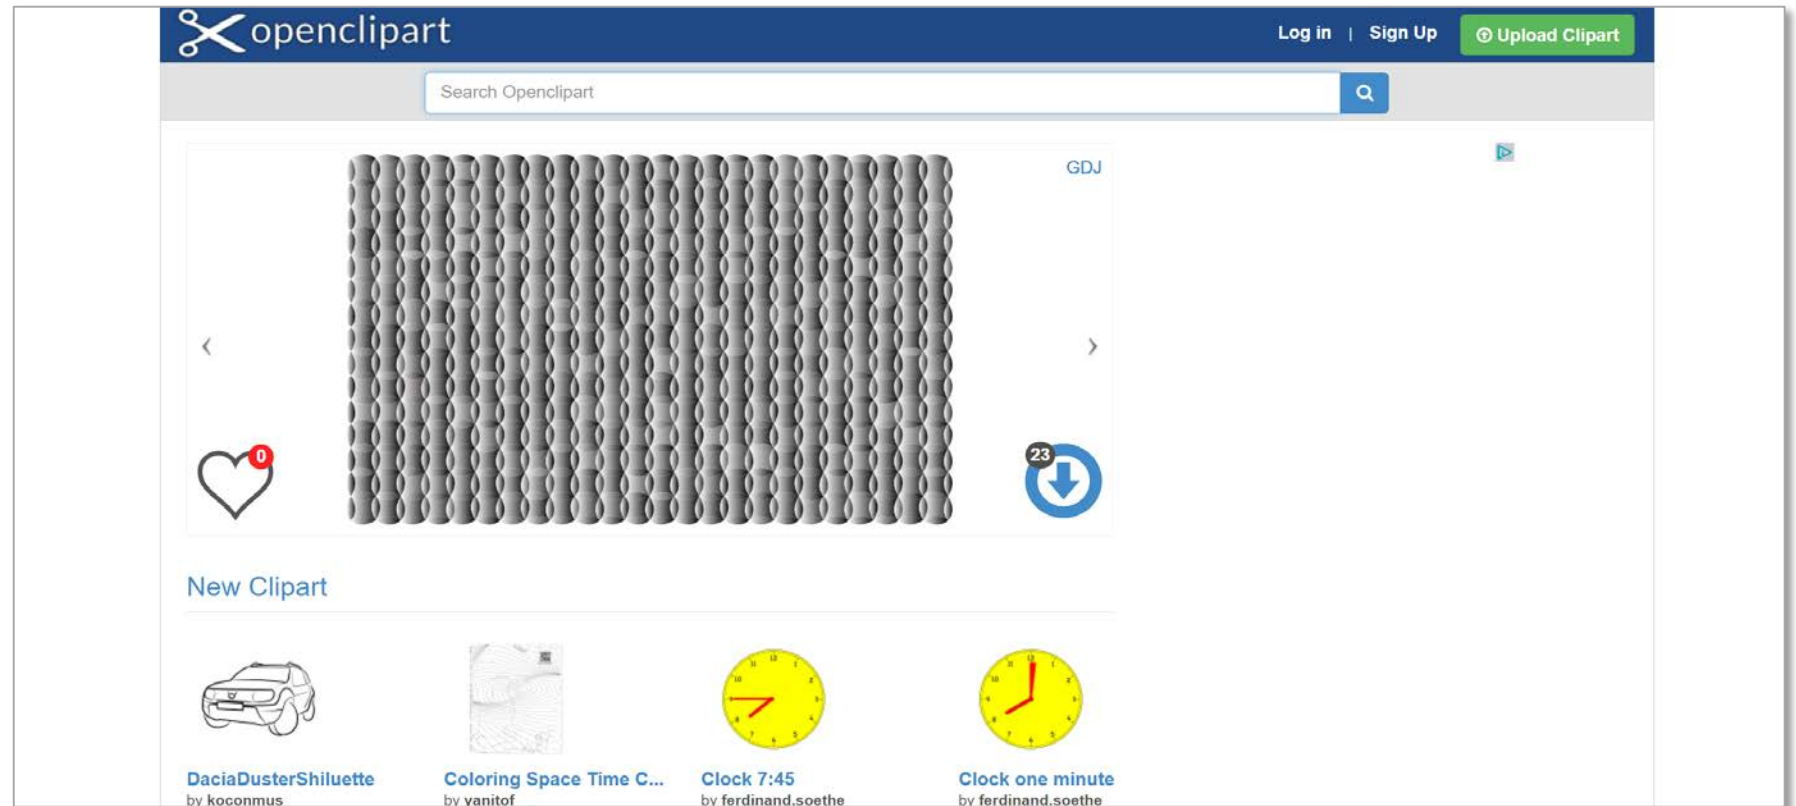 openclipart
Log in | Sign Up Upload Clipart
Search Openclipart
GDJ
0
23
New Clipart
DaciaDusterShiluette
by koconmus
Coloring Space Time C...
by yanitof
Clock 7:45
by ferdinand.soethe
Clock one minute
by ferdinand.soethe